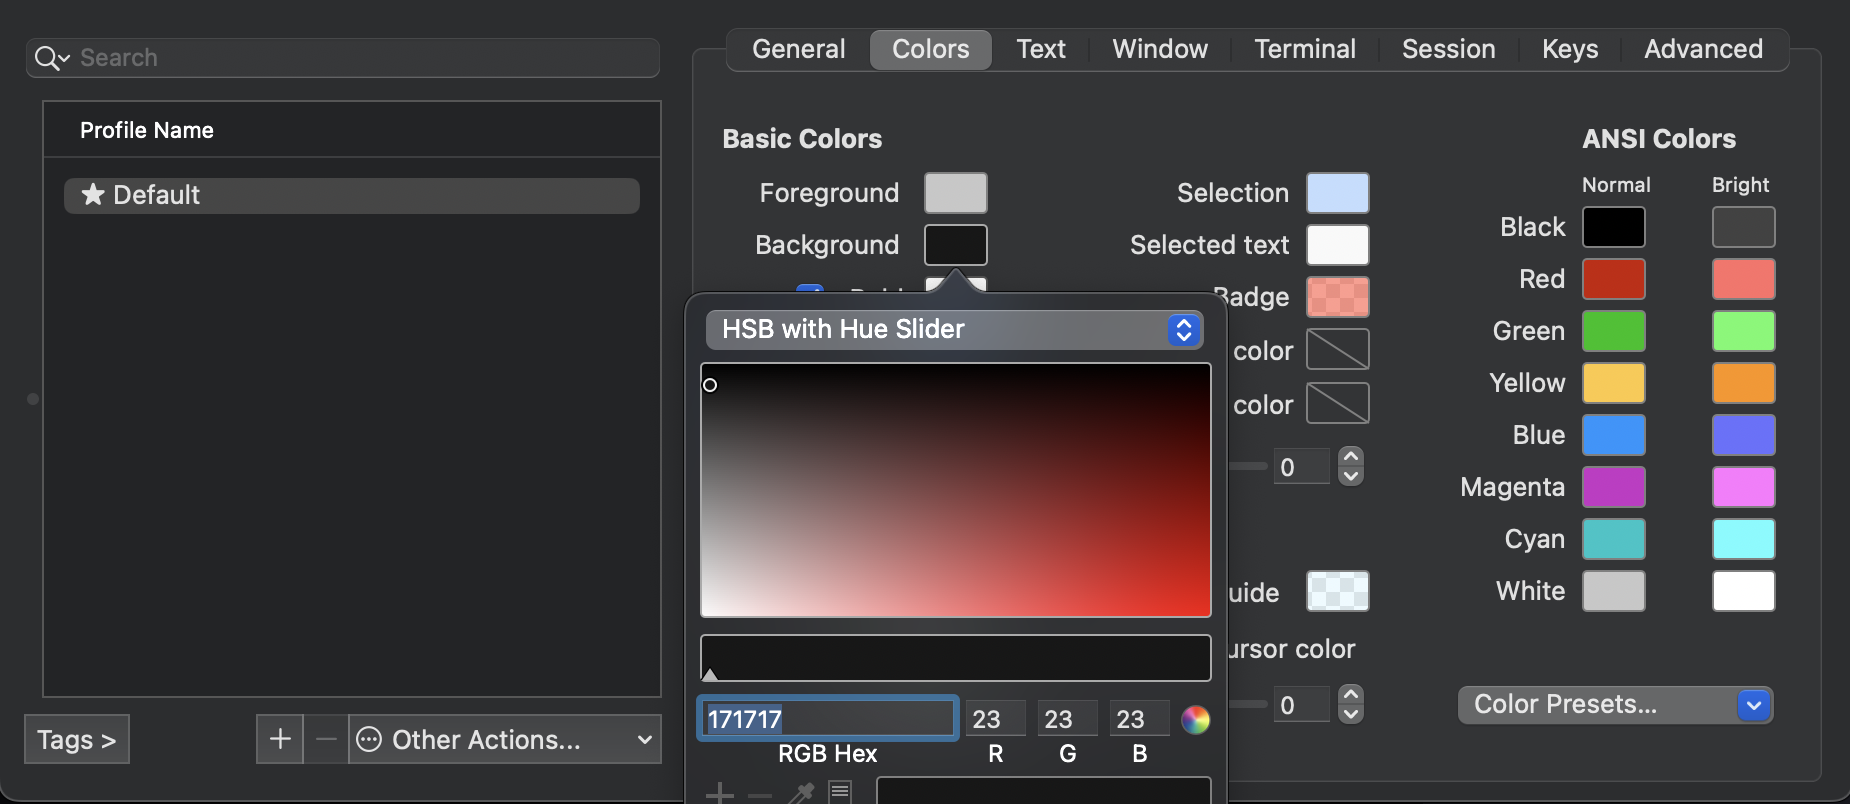 Search
General Colors Text Window Terminal Session Keys Advanced
Profile Name
Default
Basic Colors
Foreground
Background
Selection
Selected text
Badge
color
color
0
ursor color
0
ANSI Colors
Normal Bright
Black
Red
Green
Yellow
Blue
Magenta
Cyan
White
Color Presets...
HSB with Hue Slider
171717 23 23 23
RGB Hex R G B
Tags >
Other Actions...